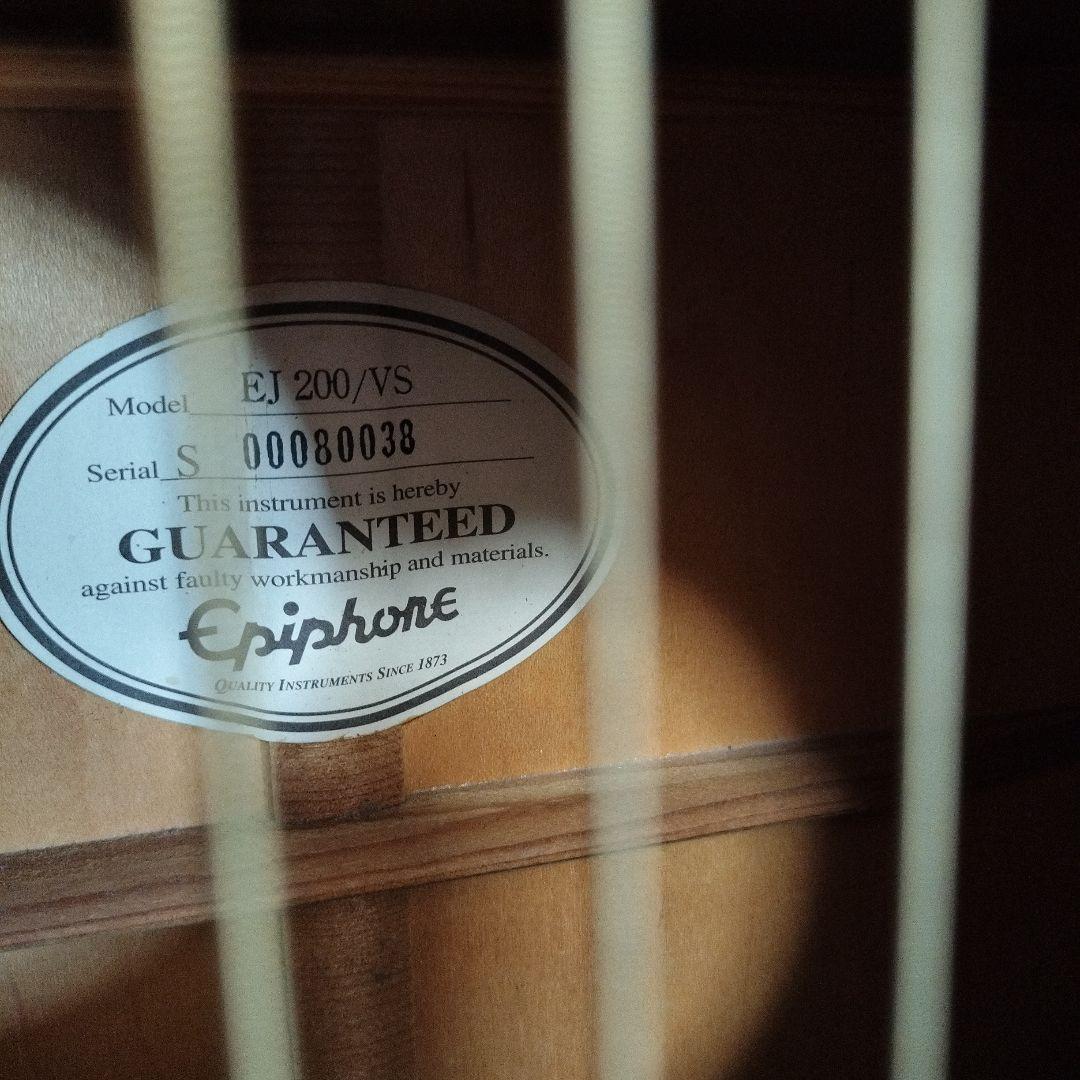 Model EJ 200/VS
Serial S 00080038
This instrument is hereby
GUARANTEED
against faulty workmanship and materials.
Epiphone
QUALITY INSTRUMENTS SINCE 1873